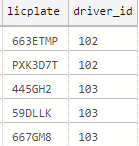 licplate driver_id
663ETMP 102
PXK3D7T 102
445GH2 103
59DLLK 103
667GM8 103